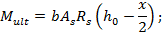 M_ult = bA_sR_s(h_0 − x/2);